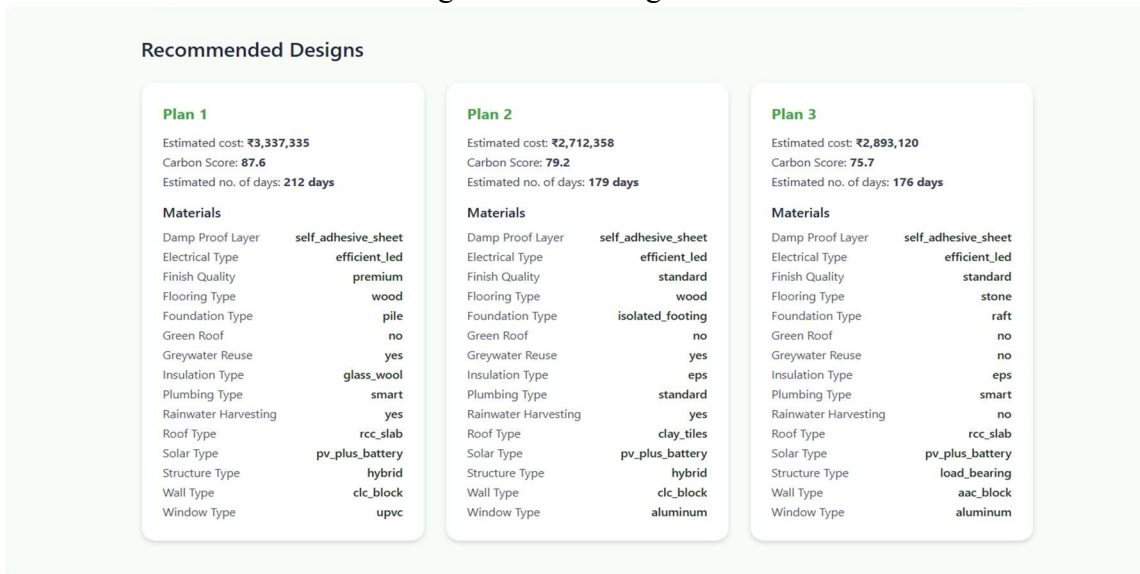 Recommended Designs
Plan 1
Estimated cost: ₹3,337,335
Carbon Score: 87.6
Estimated no. of days: 212 days
Materials
Damp Proof Layer self_adhesive_sheet
Electrical Type efficient_led
Finish Quality premium
Flooring Type wood
Foundation Type pile
Green Roof no
Greywater Reuse yes
Insulation Type glass_wool
Plumbing Type smart
Rainwater Harvesting yes
Roof Type rcc_slab
Solar Type pv_plus_battery
Structure Type hybrid
Wall Type clc_block
Window Type upvc
Plan 2
Estimated cost: ₹2,712,358
Carbon Score: 79.2
Estimated no. of days: 179 days
Materials
Damp Proof Layer self_adhesive_sheet
Electrical Type efficient_led
Finish Quality standard
Flooring Type wood
Foundation Type isolated_footing
Green Roof no
Greywater Reuse yes
Insulation Type eps
Plumbing Type standard
Rainwater Harvesting yes
Roof Type clay_tiles
Solar Type pv_plus_battery
Structure Type hybrid
Wall Type clc_block
Window Type aluminum
Plan 3
Estimated cost: ₹2,893,120
Carbon Score: 75.7
Estimated no. of days: 176 days
Materials
Damp Proof Layer self_adhesive_sheet
Electrical Type efficient_led
Finish Quality standard
Flooring Type stone
Foundation Type raft
Green Roof no
Greywater Reuse no
Insulation Type eps
Plumbing Type smart
Rainwater Harvesting no
Roof Type rcc_slab
Solar Type pv_plus_battery
Structure Type load_bearing
Wall Type aac_block
Window Type aluminum